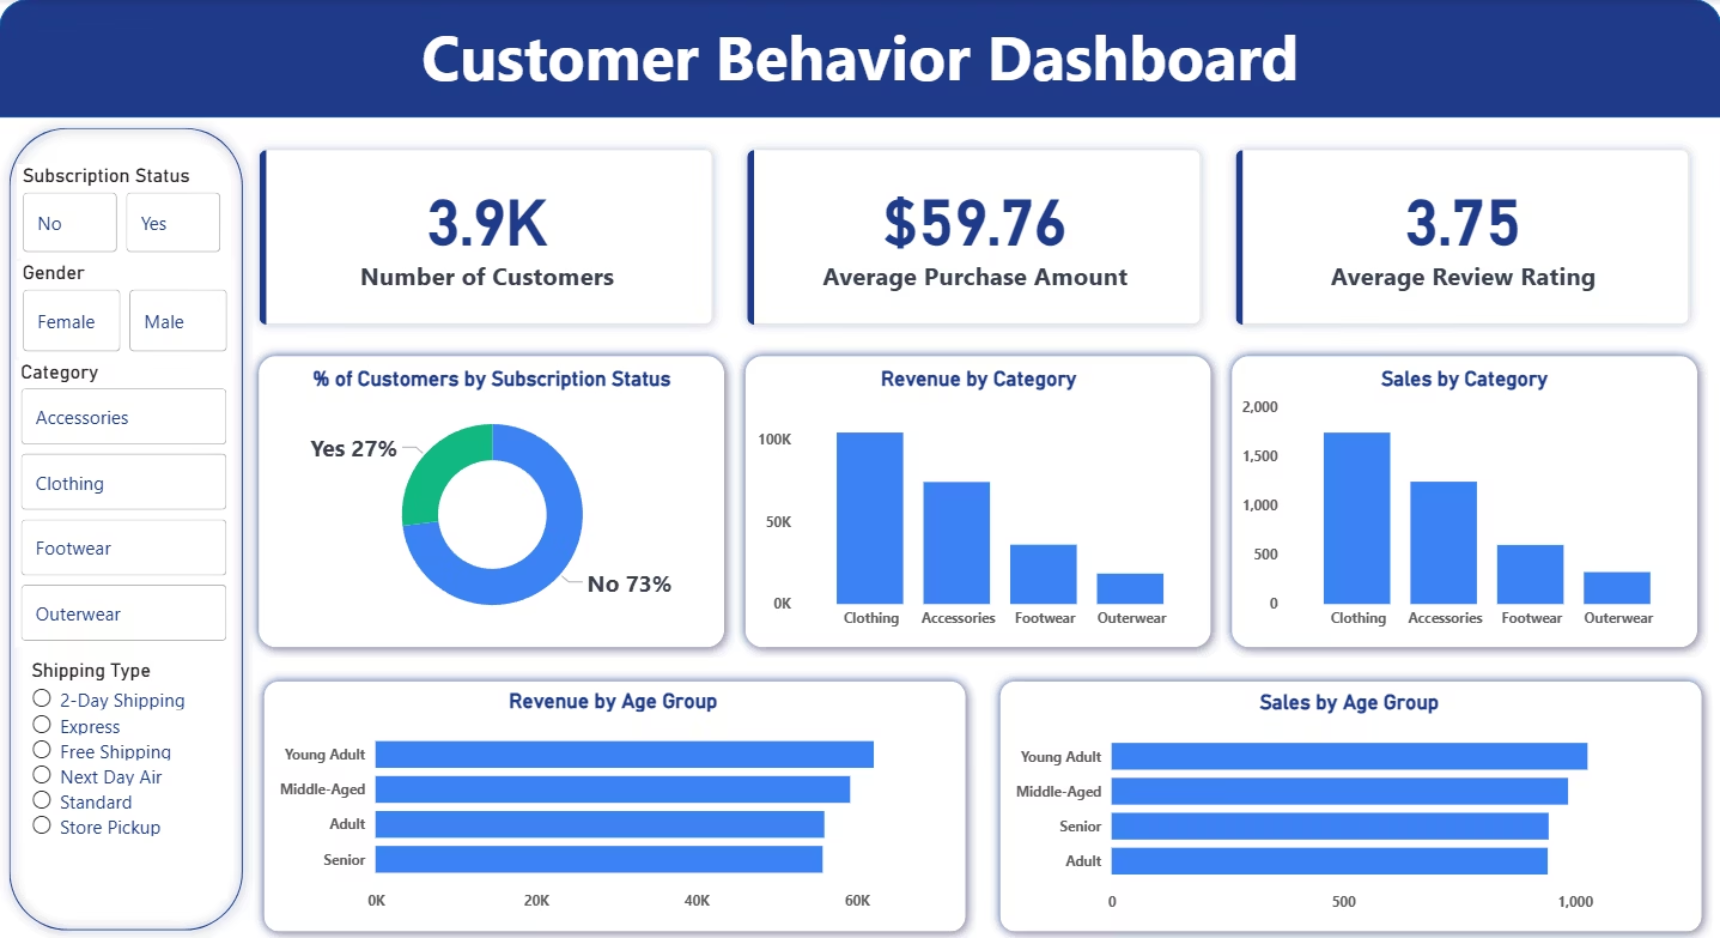 Customer Behavior Dashboard
Subscription Status
No
Yes
Gender
Female
Male
Category
Accessories
Clothing
Footwear
Outerwear
Shipping Type
2-Day Shipping
Express
Free Shipping
Next Day Air
Standard
Store Pickup
3.9K
Number of Customers
$59.76
Average Purchase Amount
3.75
Average Review Rating
% of Customers by Subscription Status
Yes 27%
No 73%
Revenue by Category
100K
50K
0K
Clothing
Accessories
Footwear
Outerwear
Sales by Category
2,000
1,500
1,000
500
0
Clothing
Accessories
Footwear
Outerwear
Revenue by Age Group
Young Adult
Middle-Aged
Adult
Senior
0K
20K
40K
60K
Sales by Age Group
Young Adult
Middle-Aged
Senior
Adult
0
500
1,000